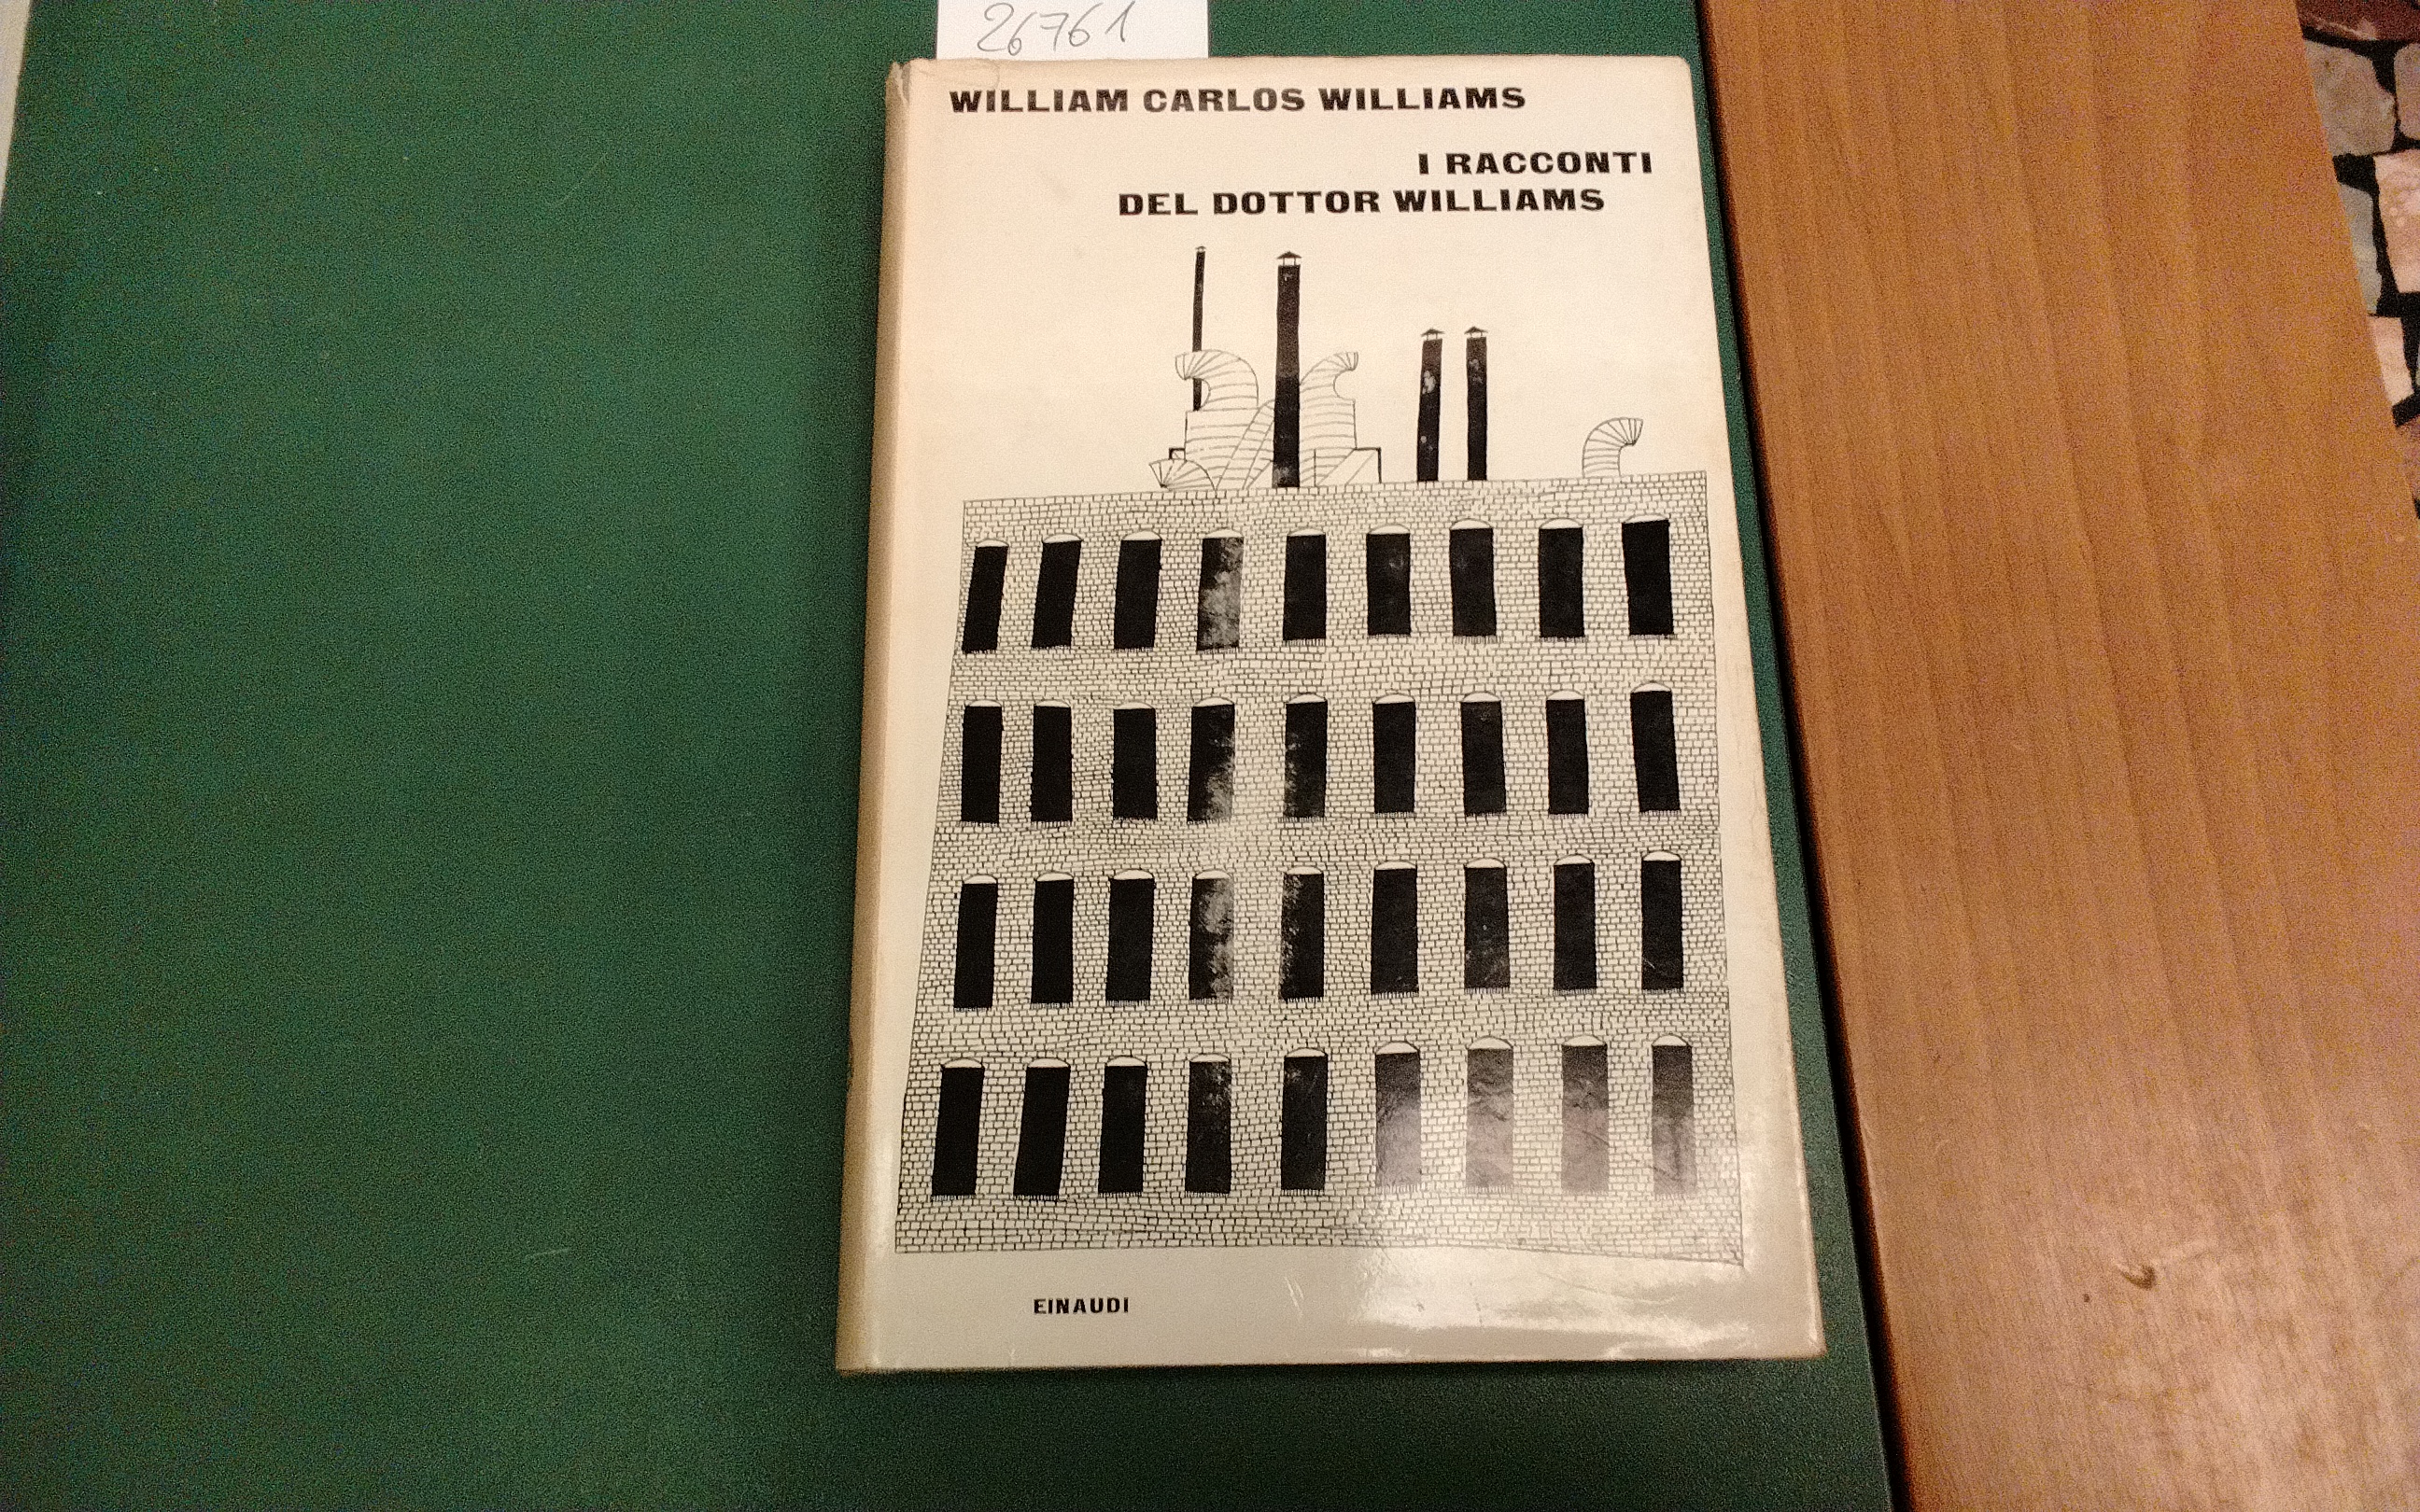 26761
WILLIAM CARLOS WILLIAMS
I RACCONTI
DEL DOTTOR WILLIAMS
EINAUDI